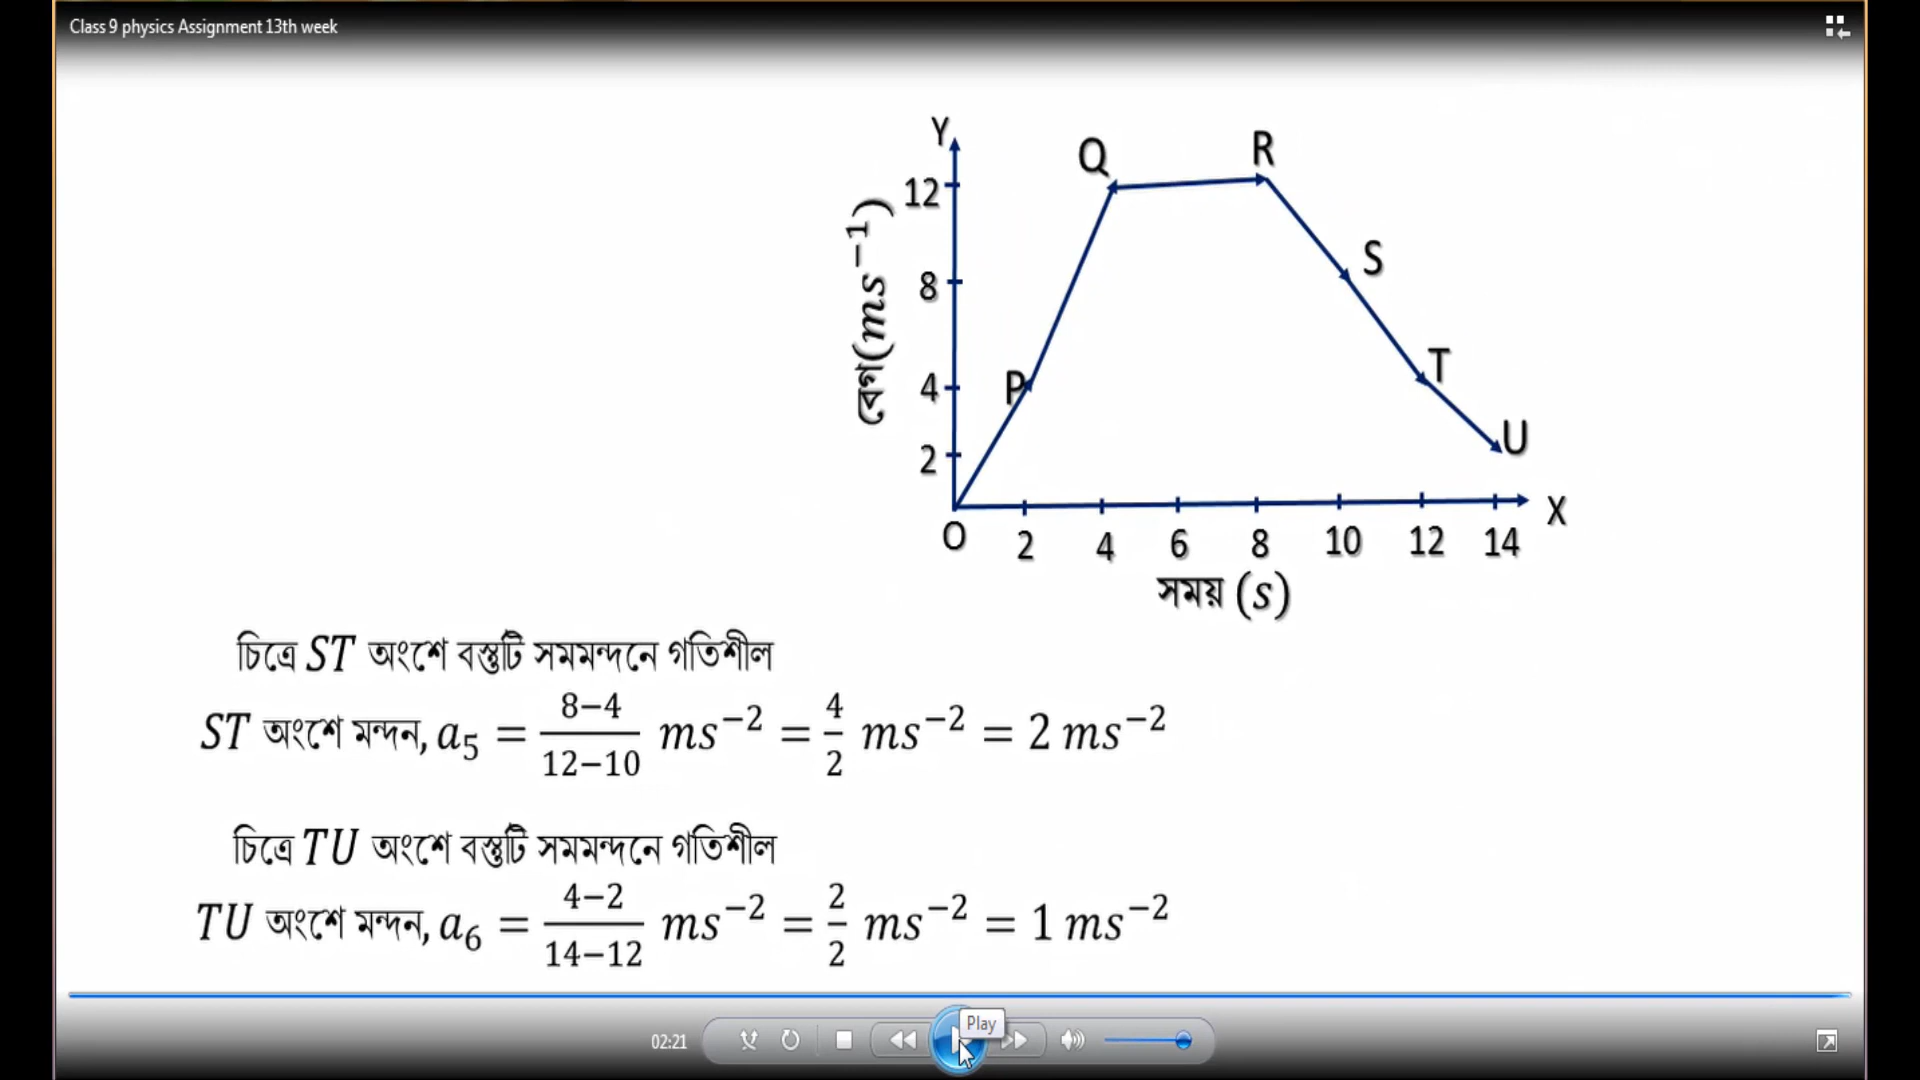 Class 9 physics Assignment 13th week
Y
Q
R
12
S
8
বেগ(ms⁻¹)
T
P
4
U
2
X
O 2 4 6 8 10 12 14
সময় (s)
চিত্রে ST অংশে বস্তুটি সমমন্দনে গতিশীল
ST অংশে মন্দন, a₅ = (8−4)/(12−10) ms⁻² = 4/2 ms⁻² = 2 ms⁻²
চিত্রে TU অংশে বস্তুটি সমমন্দনে গতিশীল
TU অংশে মন্দন, a₆ = (4−2)/(14−12) ms⁻² = 2/2 ms⁻² = 1 ms⁻²
Play
02:21